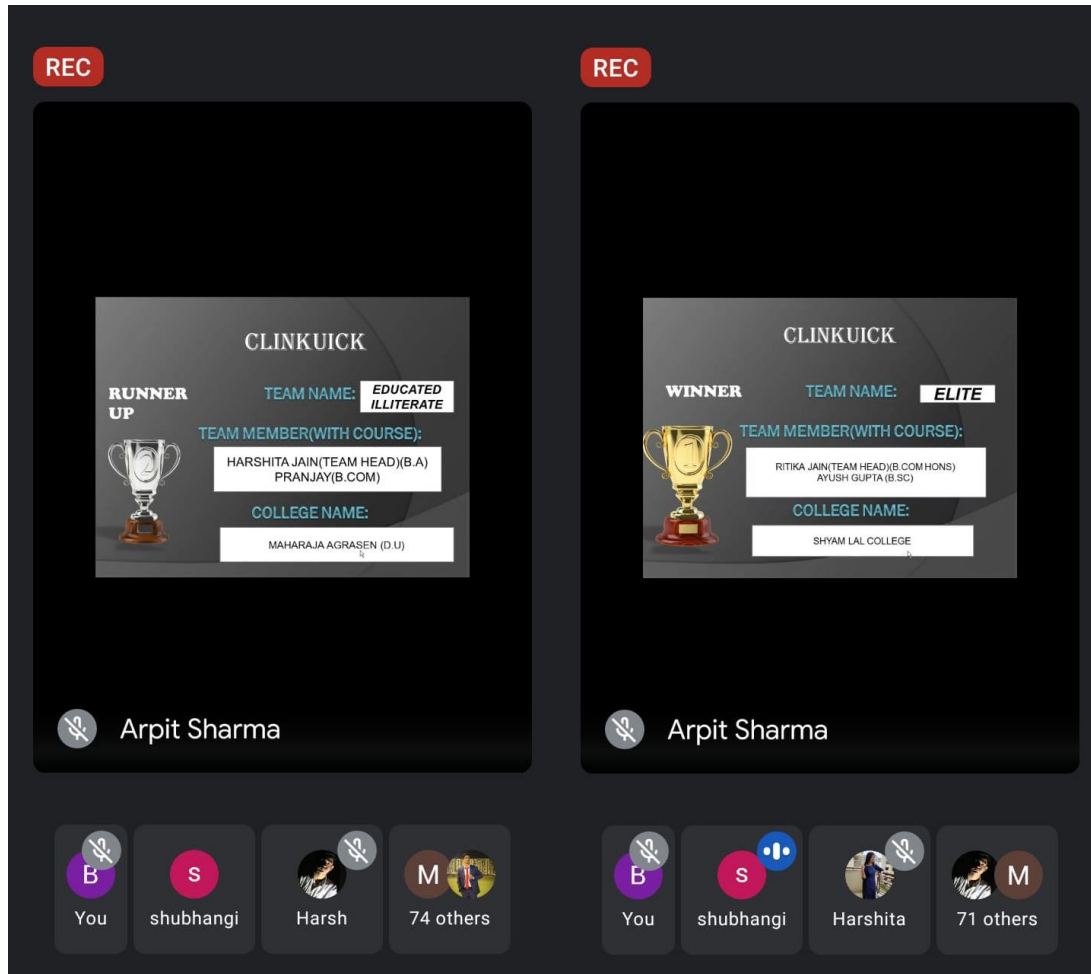 REC
CLINKUICK
RUNNER
UP
TEAM NAME:
EDUCATED
ILLITERATE
TEAM MEMBER(WITH COURSE):
HARSHITA JAIN(TEAM HEAD)(B.A)
PRANJAY(B.COM)
COLLEGE NAME:
MAHARAJA AGRASEN (D.U)
2
Arpit Sharma
B
You
S
shubhangi
Harsh
M
74 others
REC
CLINKUICK
WINNER
TEAM NAME:
ELITE
TEAM MEMBER(WITH COURSE):
RITIKA JAIN(TEAM HEAD)(B.COM HONS)
AYUSH GUPTA (B.SC)
COLLEGE NAME:
SHYAM LAL COLLEGE
1
Arpit Sharma
B
You
S
shubhangi
Harshita
M
71 others